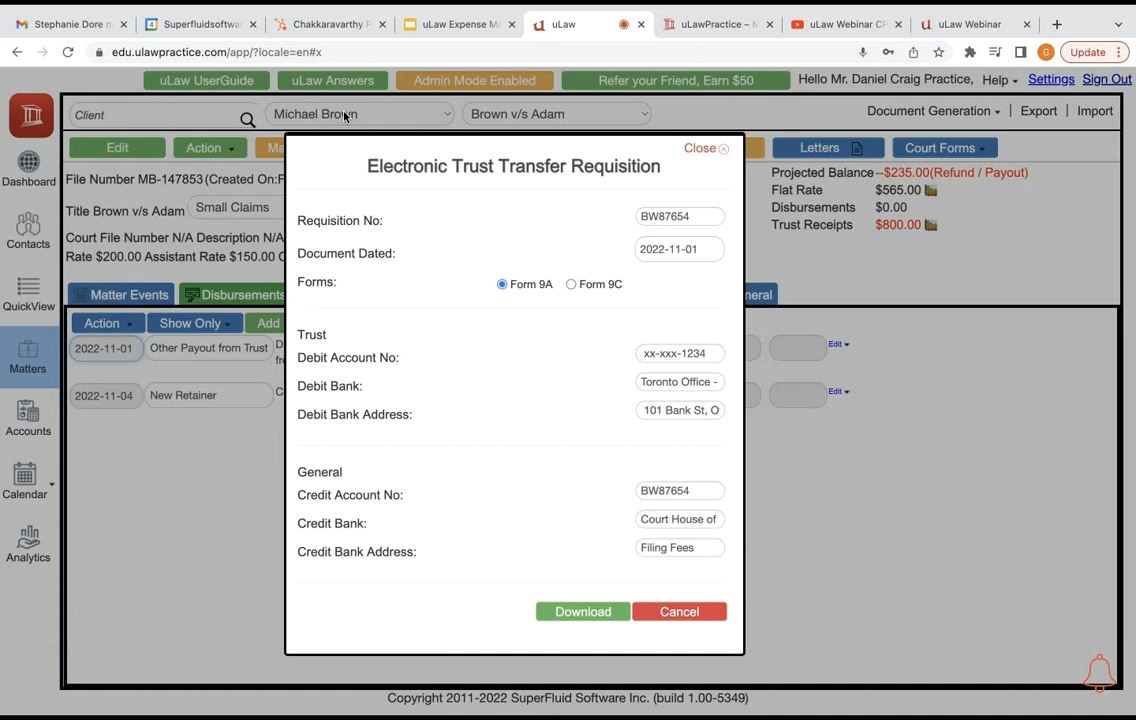 Stephanie Dore m
Superfluidsoftwa
Chakkaravarthy P
uLaw Expense Ma
uLaw
uLawPractice – M
uLaw Webinar CP
uLaw Webinar
edu.ulawpractice.com/app/?locale=en#x
G
Update
uLaw UserGuide
uLaw Answers
Admin Mode Enabled
Refer your Friend, Earn $50
Hello Mr. Daniel Craig Practice,
Help
Settings
Sign Out
Client
Michael Brown
Brown v/s Adam
Document Generation
Export
Import
Edit
Action
Ma
Letters
Court Forms
File Number MB-147853(Created On:F
Title Brown v/s Adam
Small Claims
Court File Number N/A Description N/A
Rate $200.00 Assistant Rate $150.00 C
Projected Balance--$235.00(Refund / Payout)
Flat Rate $565.00
Disbursements $0.00
Trust Receipts $800.00
Matter Events
Disbursements
neral
Action
Show Only
Add
2022-11-01
Other Payout from Trust
Edit
2022-11-04
New Retainer
Edit
Dashboard
Contacts
QuickView
Matters
Accounts
Calendar
Analytics
Close
Electronic Trust Transfer Requisition
Requisition No: BW87654
Document Dated: 2022-11-01
Forms: Form 9A Form 9C
Trust
Debit Account No: xx-xxx-1234
Debit Bank: Toronto Office -
Debit Bank Address: 101 Bank St, O
General
Credit Account No: BW87654
Credit Bank: Court House of
Credit Bank Address: Filing Fees
Download
Cancel
Copyright 2011-2022 SuperFluid Software Inc. (build 1.00-5349)